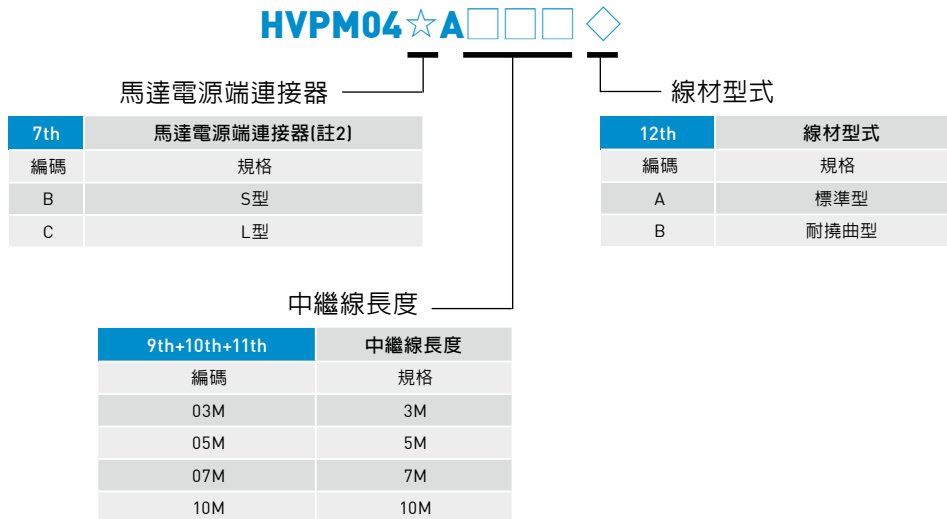 HVPM04☆A□□□◇
馬達電源端連接器
線材型式
7th 馬達電源端連接器(註2)
編碼 規格
B S型
C L型
12th 線材型式
編碼 規格
A 標準型
B 耐撓曲型
中繼線長度
9th+10th+11th 中繼線長度
編碼 規格
03M 3M
05M 5M
07M 7M
10M 10M